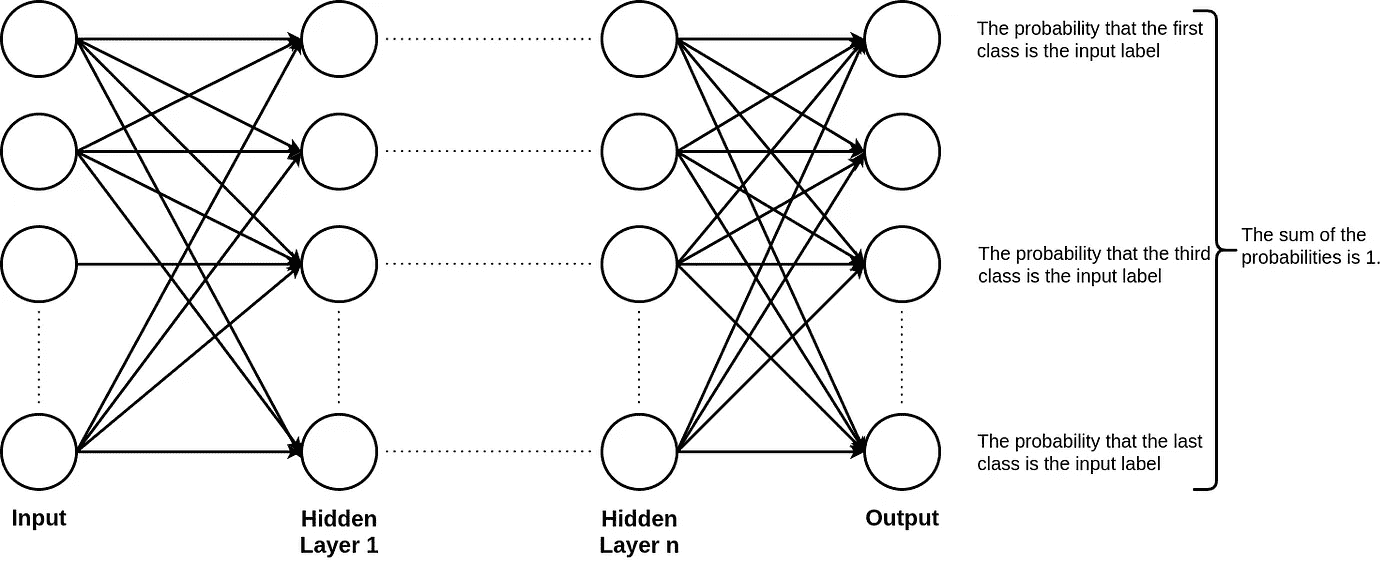 The probability that the first
class is the input label
The probability that the third
class is the input label
The sum of the
probabilities is 1.
The probability that the last
class is the input label
Input
Hidden
Layer 1
Hidden
Layer n
Output